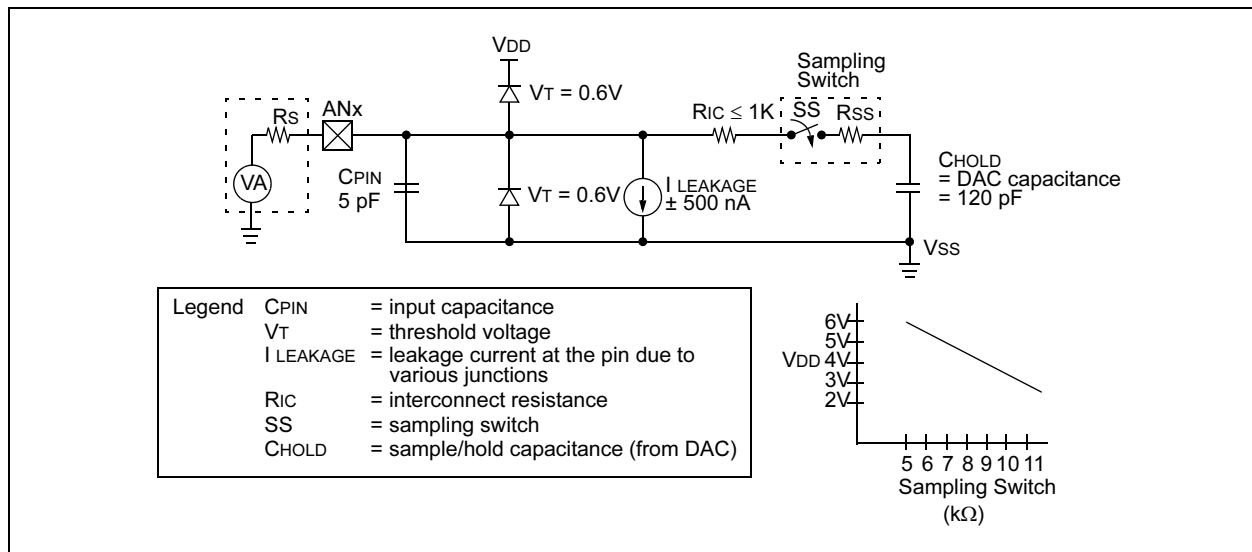 VDD
Sampling
Switch
VT = 0.6V
RS
ANx
RIC ≤ 1K
SS
RSS
VA
CPIN
5 pF
VT = 0.6V
I LEAKAGE
± 500 nA
CHOLD
= DAC capacitance
= 120 pF
VSS
Legend CPIN = input capacitance
VT = threshold voltage
I LEAKAGE = leakage current at the pin due to
various junctions
RIC = interconnect resistance
SS = sampling switch
CHOLD = sample/hold capacitance (from DAC)
6V
5V
VDD 4V
3V
2V
5 6 7 8 9 10 11
Sampling Switch
(kΩ)